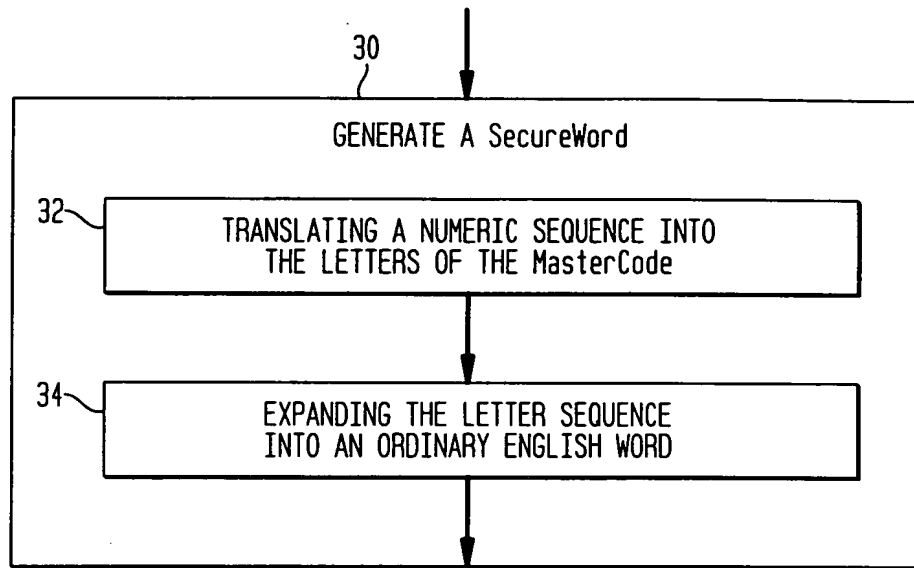 30
GENERATE A SecureWord
32
TRANSLATING A NUMERIC SEQUENCE INTO
THE LETTERS OF THE MasterCode
34
EXPANDING THE LETTER SEQUENCE
INTO AN ORDINARY ENGLISH WORD